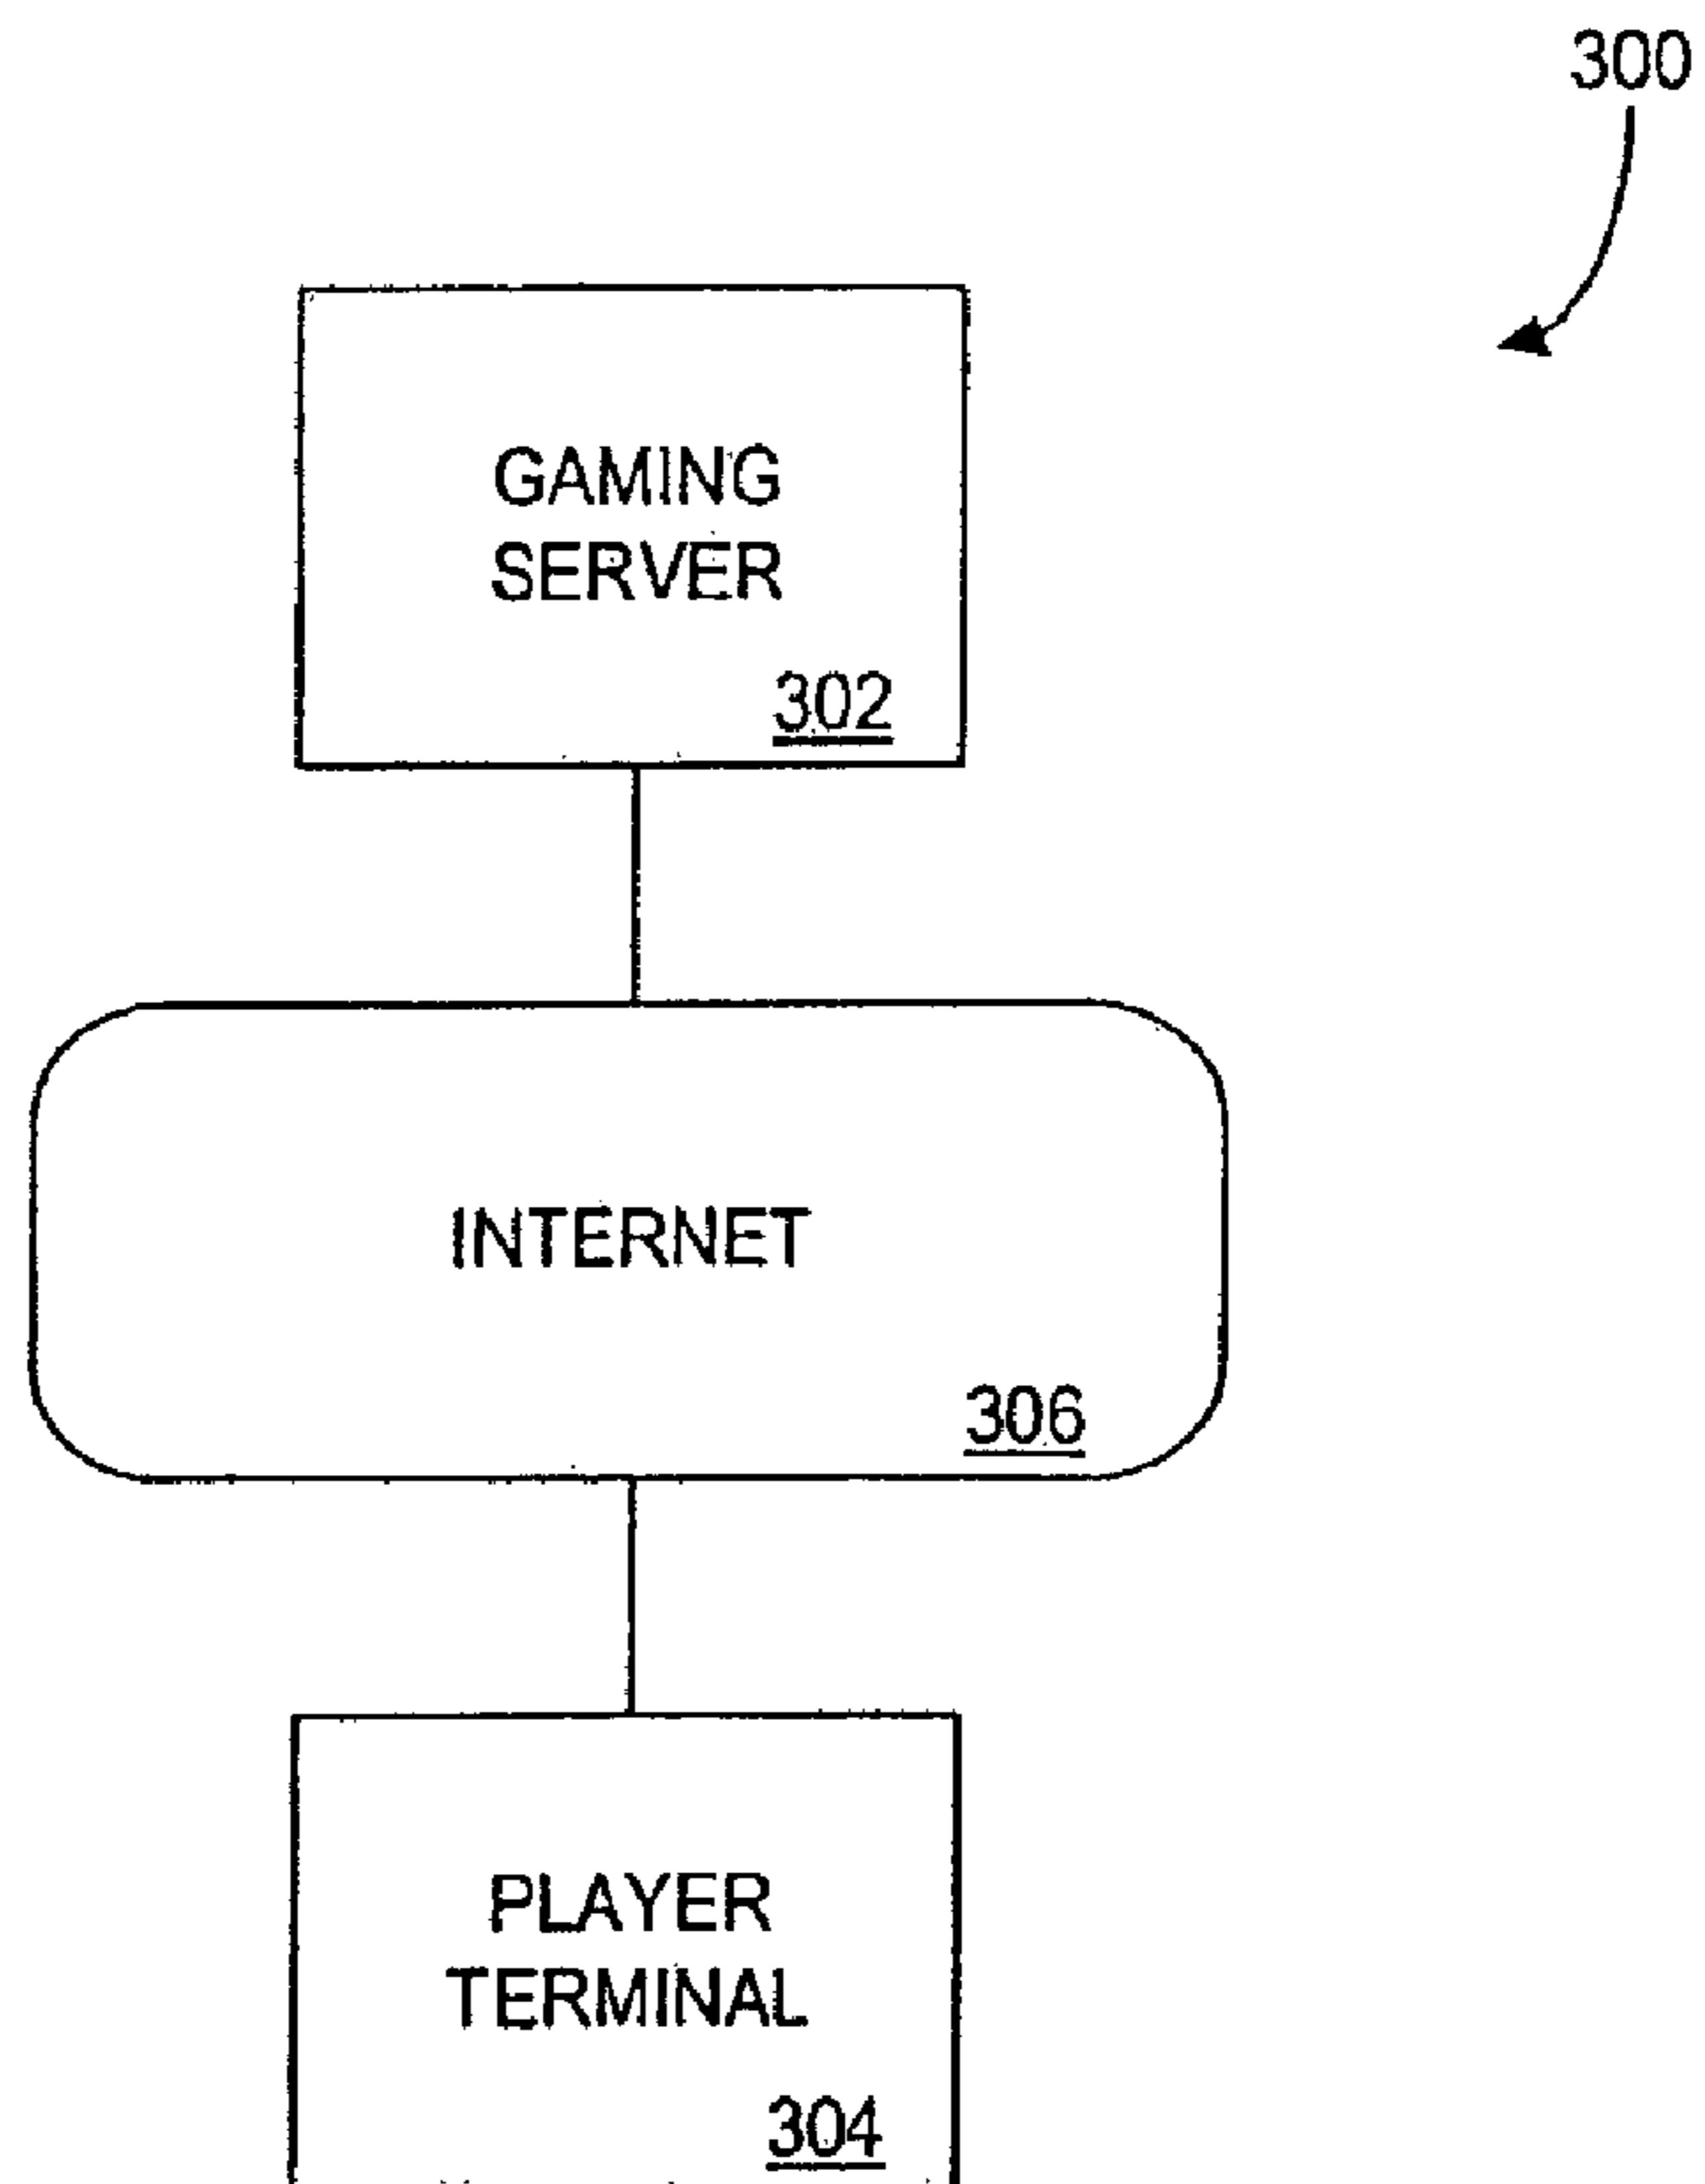 300
GAMING
SERVER
302
INTERNET
306
PLAYER
TERMINAL
304